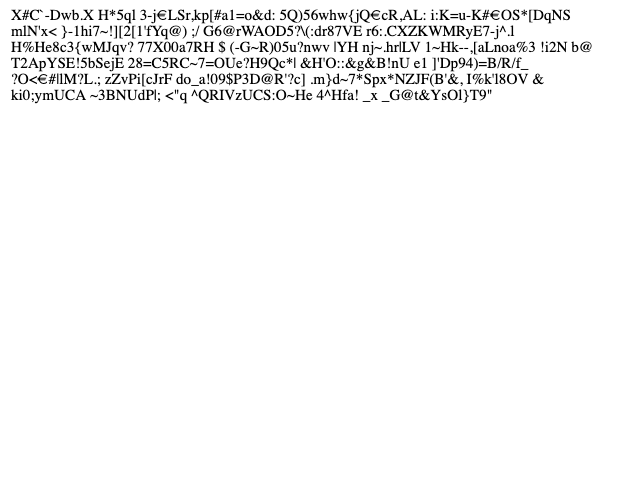 X#C`-Dwb.X H*5ql 3-j€LSr,kp[#a1=o&d: 5Q)56whw{jQ€cR,AL: i:K=u-K#€OS*[DqNS
mlN'x< }-1hi7~!][2[1'fYq@) ;/ G6@rWAOD5?\(:dr87VE r6:.CXZKWMRyE7-j^.l
H%He8c3{wMJqv? 77X00a7RH $ (-G~R)05u?nwv |YH nj~.hr|LV 1~Hk--,[aLnoa%3 !i2N b@
T2ApYSE!5bSejE 28=C5RC~7=OUe?H9Qc*| &H'O::&g&B!nU e1 ]'Dp94)=B/R/f_
?O<€#|lM?L.; zZvPi[cJrF do_a!09$P3D@R'?c] .m}d~7*Spx*NZJF(B'&, I%k'l8OV &
ki0;ymUCA ~3BNUdP|; <"q ^QRIVzUCS:O~He 4^Hfa! _x _G@t&YsOl}T9"